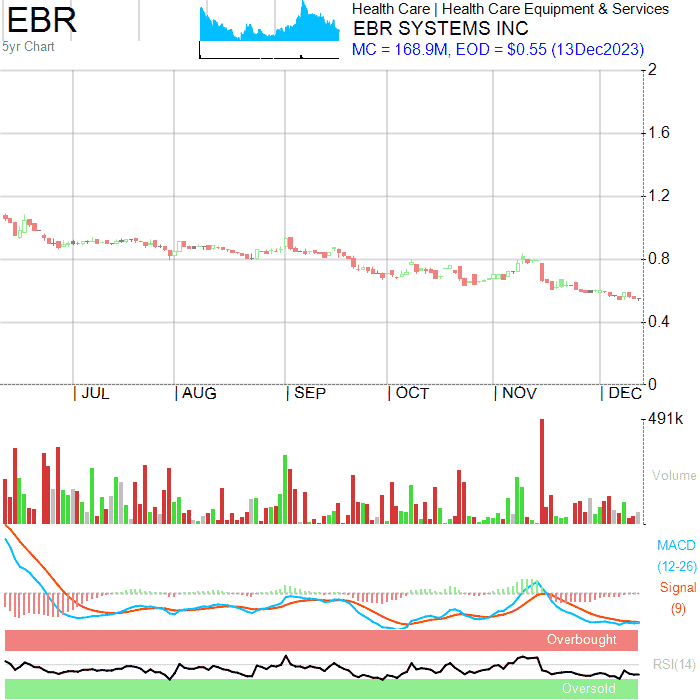 EBR
5yr Chart
Health Care | Health Care Equipment & Services
EBR SYSTEMS INC
MC = 168.9M, EOD = $0.55 (13Dec2023)
2
1.6
1.2
0.8
0.4
0
| JUL | AUG | SEP | OCT | NOV | DEC
491k
Volume
MACD
(12-26)
Signal
(9)
Overbought
RSI(14)
Oversold